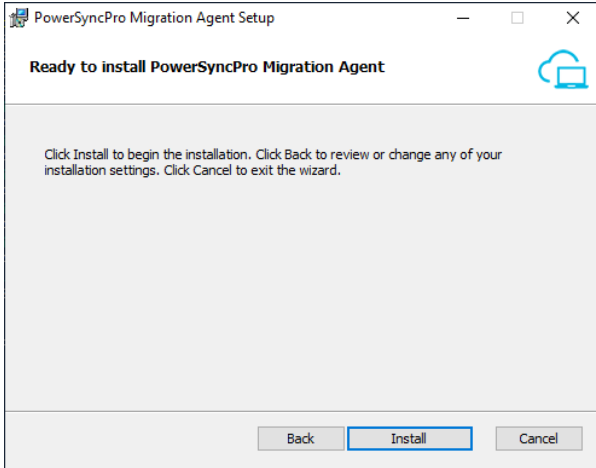 PowerSyncPro Migration Agent Setup
Ready to install PowerSyncPro Migration Agent
Click Install to begin the installation. Click Back to review or change any of your
installation settings. Click Cancel to exit the wizard.
Back Install Cancel